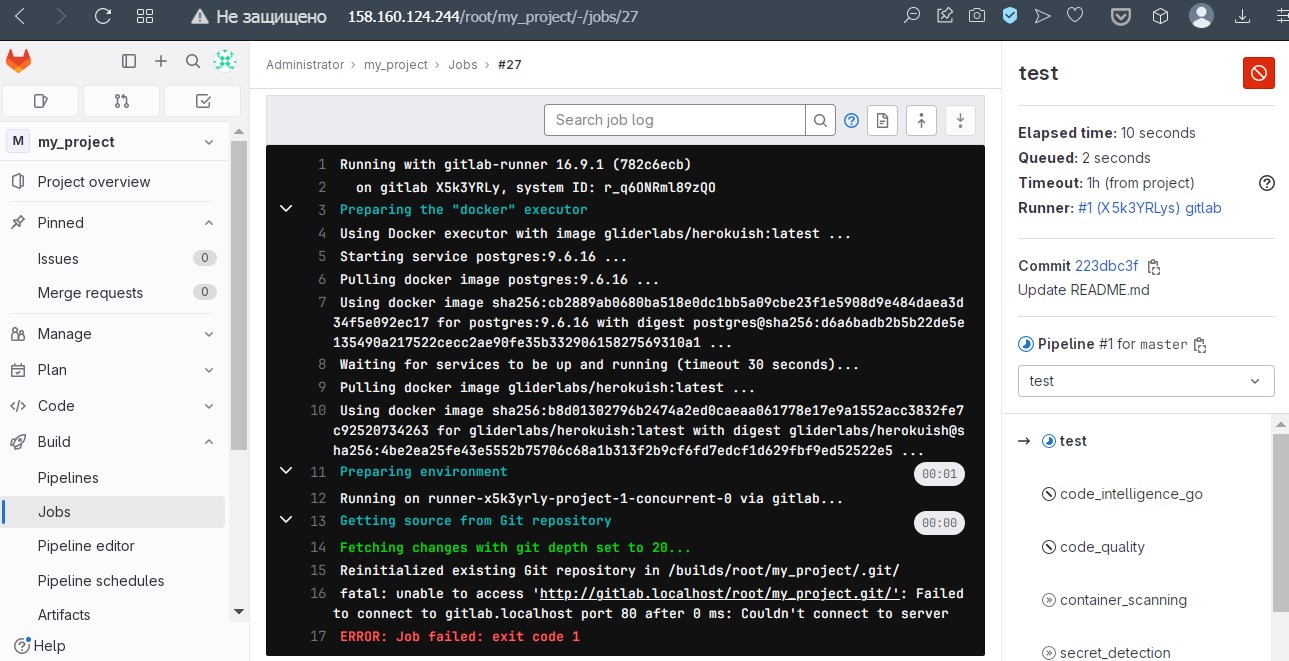 Не защищено 158.160.124.244/root/my_project/-/jobs/27
Administrator › my_project › Jobs › #27
M my_project
Project overview
Pinned
Issues 0
Merge requests 0
Manage
Plan
Code
Build
Pipelines
Jobs
Pipeline editor
Pipeline schedules
Artifacts
Help
Search job log
1 Running with gitlab-runner 16.9.1 (782c6ecb)
2 on gitlab X5k3YRLy, system ID: r_q6ONRml89zQO
3 Preparing the "docker" executor
4 Using Docker executor with image gliderlabs/herokuish:latest ...
5 Starting service postgres:9.6.16 ...
6 Pulling docker image postgres:9.6.16 ...
7 Using docker image sha256:cb2889ab0680ba518e0dc1bb5a09cbe23f1e5908d9e484daea3d
34f5e092ec17 for postgres:9.6.16 with digest postgres@sha256:d6a6badb2b5b22de5e
135490a217522cecc2ae90fe35b33290615827569310a1 ...
8 Waiting for services to be up and running (timeout 30 seconds)...
9 Pulling docker image gliderlabs/herokuish:latest ...
10 Using docker image sha256:b8d01302796b2474a2ed0caeaa061778e17e9a1552acc3832fe7
c92520734263 for gliderlabs/herokuish:latest with digest gliderlabs/herokuish@s
ha256:4be2ea25fe43e5552b75706c68a1b313f2b9cf6fd7edcf1d629fbf9ed52522e5 ...
11 Preparing environment 00:01
12 Running on runner-x5k3yrly-project-1-concurrent-0 via gitlab...
13 Getting source from Git repository 00:00
14 Fetching changes with git depth set to 20...
15 Reinitialized existing Git repository in /builds/root/my_project/.git/
16 fatal: unable to access 'http://gitlab.localhost/root/my_project.git/': Failed
to connect to gitlab.localhost port 80 after 0 ms: Couldn't connect to server
17 ERROR: Job failed: exit code 1
test
Elapsed time: 10 seconds
Queued: 2 seconds
Timeout: 1h (from project)
Runner: #1 (X5k3YRLys) gitlab
Commit 223dbc3f
Update README.md
Pipeline #1 for master
test
→ test
code_intelligence_go
code_quality
container_scanning
secret_detection